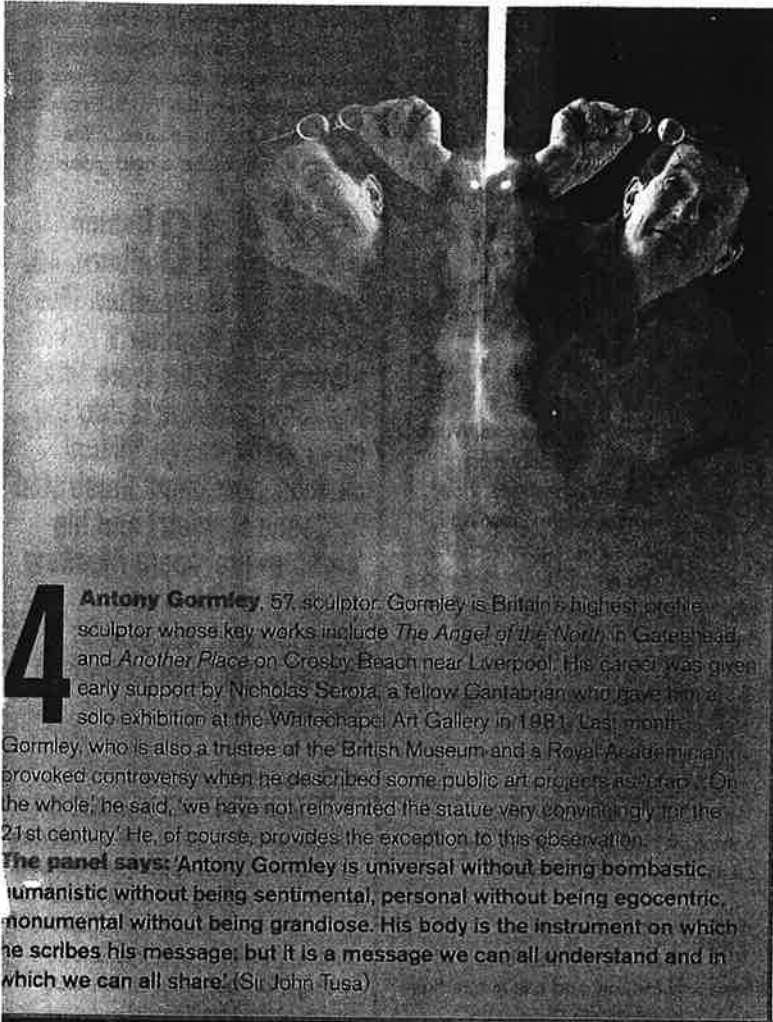 4
Antony Gormley, 57, sculptor. Gormley is Britain's highest profile
sculptor whose key works include The Angel of the North in Gateshead,
and Another Place on Crosby Beach near Liverpool. His career was given
early support by Nicholas Serota, a fellow Cantabrian who gave him a
solo exhibition at the Whitechapel Art Gallery in 1981. Last month
Gormley, who is also a trustee of the British Museum and a Royal Academician,
provoked controversy when he described some public art projects as 'crap'. 'On
the whole,' he said, 'we have not reinvented the statue very convincingly for the
21st century.' He, of course, provides the exception to this observation.
The panel says: 'Antony Gormley is universal without being bombastic,
humanistic without being sentimental, personal without being egocentric,
monumental without being grandiose. His body is the instrument on which
he scribes his message; but it is a message we can all understand and in
which we can all share.' (Sir John Tusa)